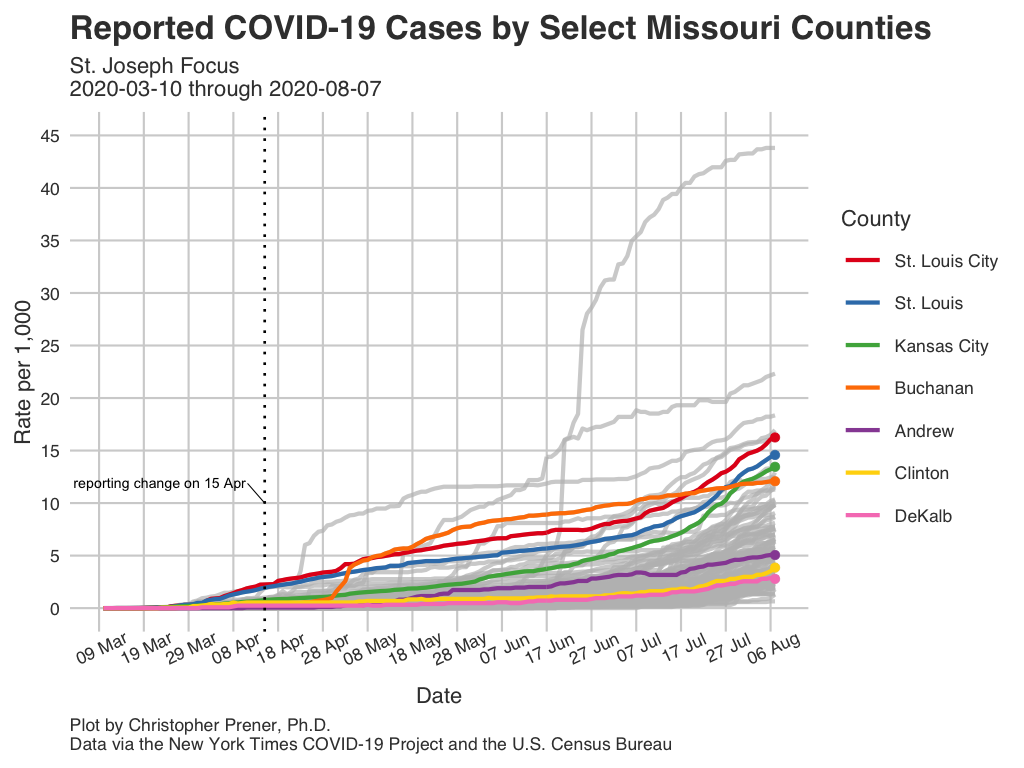 Reported COVID-19 Cases by Select Missouri Counties
St. Joseph Focus
2020-03-10 through 2020-08-07
45
40
35
30
25
20
15
10
5
0
Rate per 1,000
reporting change on 15 Apr
09 Mar
19 Mar
29 Mar
08 Apr
18 Apr
28 Apr
08 May
18 May
28 May
07 Jun
17 Jun
27 Jun
07 Jul
17 Jul
27 Jul
06 Aug
Date
County
St. Louis City
St. Louis
Kansas City
Buchanan
Andrew
Clinton
DeKalb
Plot by Christopher Prener, Ph.D.
Data via the New York Times COVID-19 Project and the U.S. Census Bureau